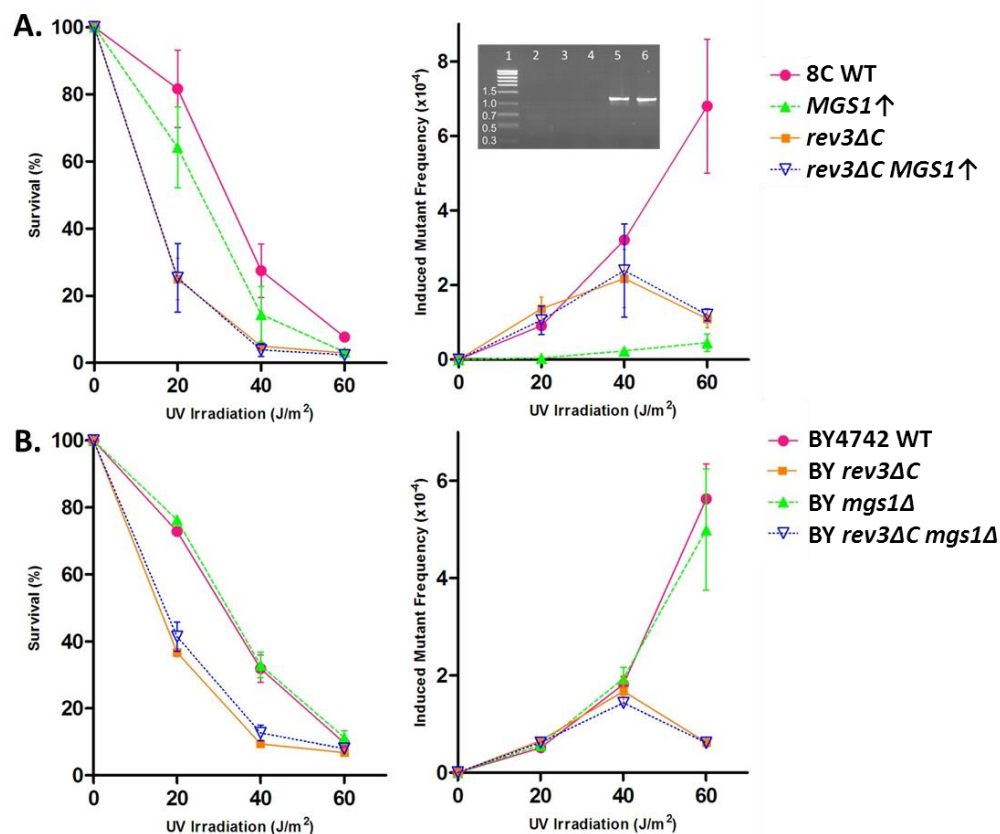 A.
100
80
60
40
20
0
Survival (%)
0 20 40 60
UV Irradiation (J/m²)
8
6
4
2
0
Induced Mutant Frequency (x10⁻⁴)
0 20 40 60
UV Irradiation (J/m²)
1 2 3 4 5 6
1.5
1.0
0.7
0.5
0.3
8C WT
MGS1↑
rev3ΔC
rev3ΔC MGS1↑
B.
100
80
60
40
20
0
Survival (%)
0 20 40 60
UV Irradiation (J/m²)
6
4
2
0
Induced Mutant Frequency (x10⁻⁴)
0 20 40 60
UV Irradiation (J/m²)
BY4742 WT
BY rev3ΔC
BY mgs1Δ
BY rev3ΔC mgs1Δ